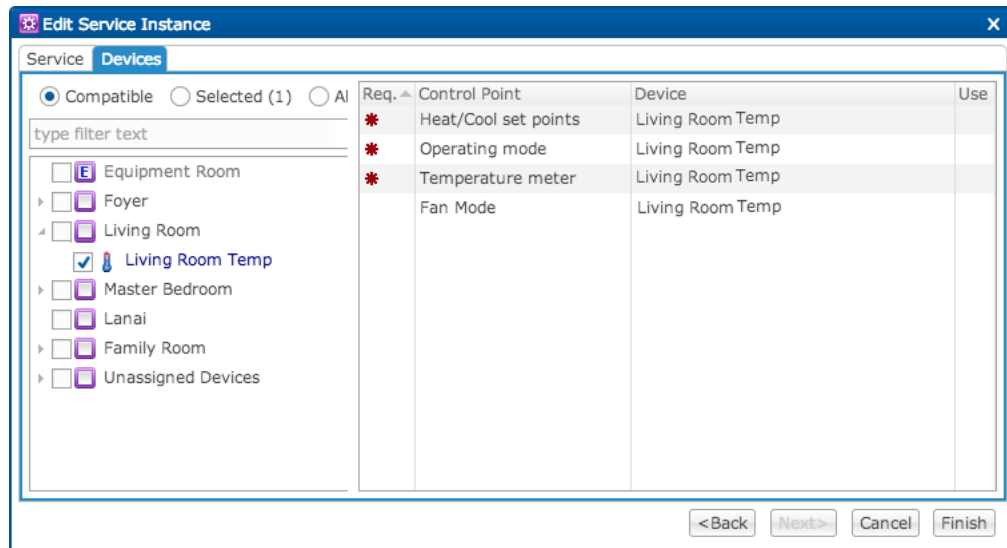 Edit Service Instance X
Service Devices
Compatible Selected (1) Al
type filter text
E Equipment Room
Foyer
Living Room
Living Room Temp
Master Bedroom
Lanai
Family Room
Unassigned Devices
Req. Control Point Device Use
* Heat/Cool set points Living Room Temp
* Operating mode Living Room Temp
* Temperature meter Living Room Temp
Fan Mode Living Room Temp
<Back Next> Cancel Finish